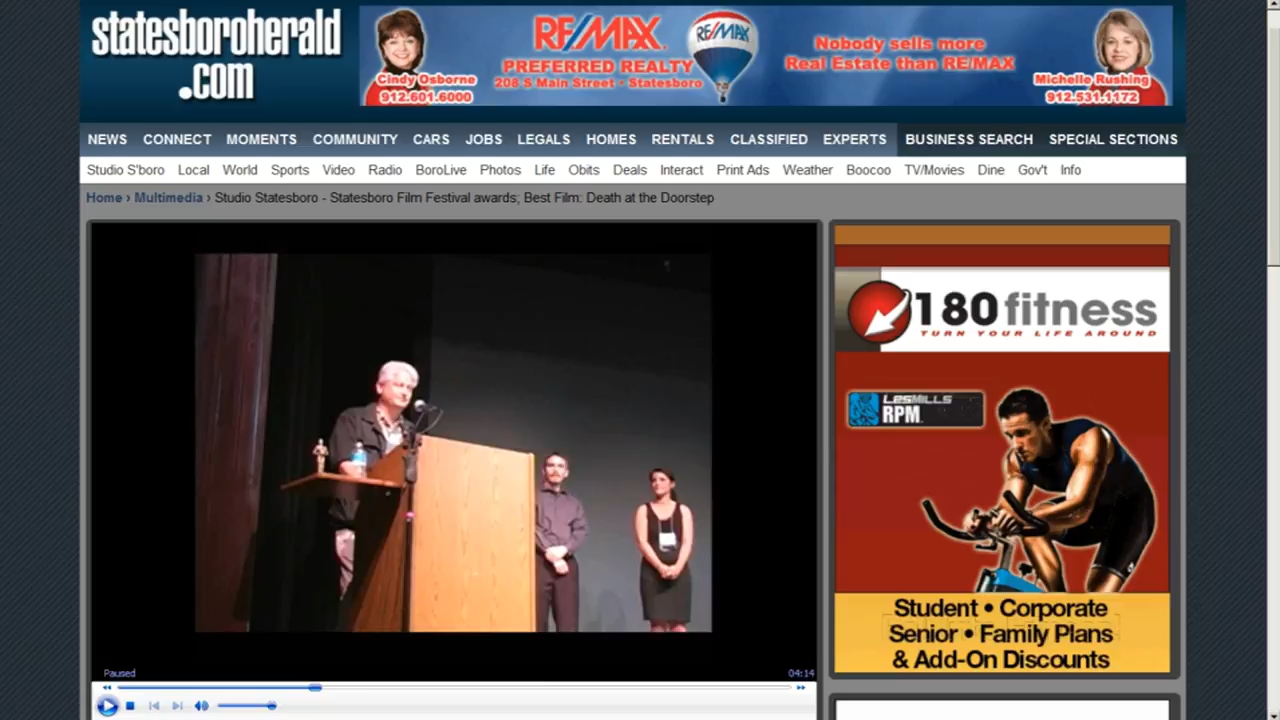 statesboroherald
.com
Cindy Osborne
912.601.6000
RE/MAX
PREFERRED REALTY
208 S Main Street • Statesboro
RE/MAX
Nobody sells more
Real Estate than RE/MAX
Michelle Rushing
912.531.1172
NEWS CONNECT MOMENTS COMMUNITY CARS JOBS LEGALS HOMES RENTALS CLASSIFIED EXPERTS BUSINESS SEARCH SPECIAL SECTIONS
Studio S'boro Local World Sports Video Radio BoroLive Photos Life Obits Deals Interact Print Ads Weather Boocoo TV/Movies Dine Gov't Info
Home › Multimedia › Studio Statesboro - Statesboro Film Festival awards; Best Film: Death at the Doorstep
180 fitness
TURN YOUR LIFE AROUND
LESMILLS
RPM
Student • Corporate
Senior • Family Plans
& Add-On Discounts
Paused 04:14